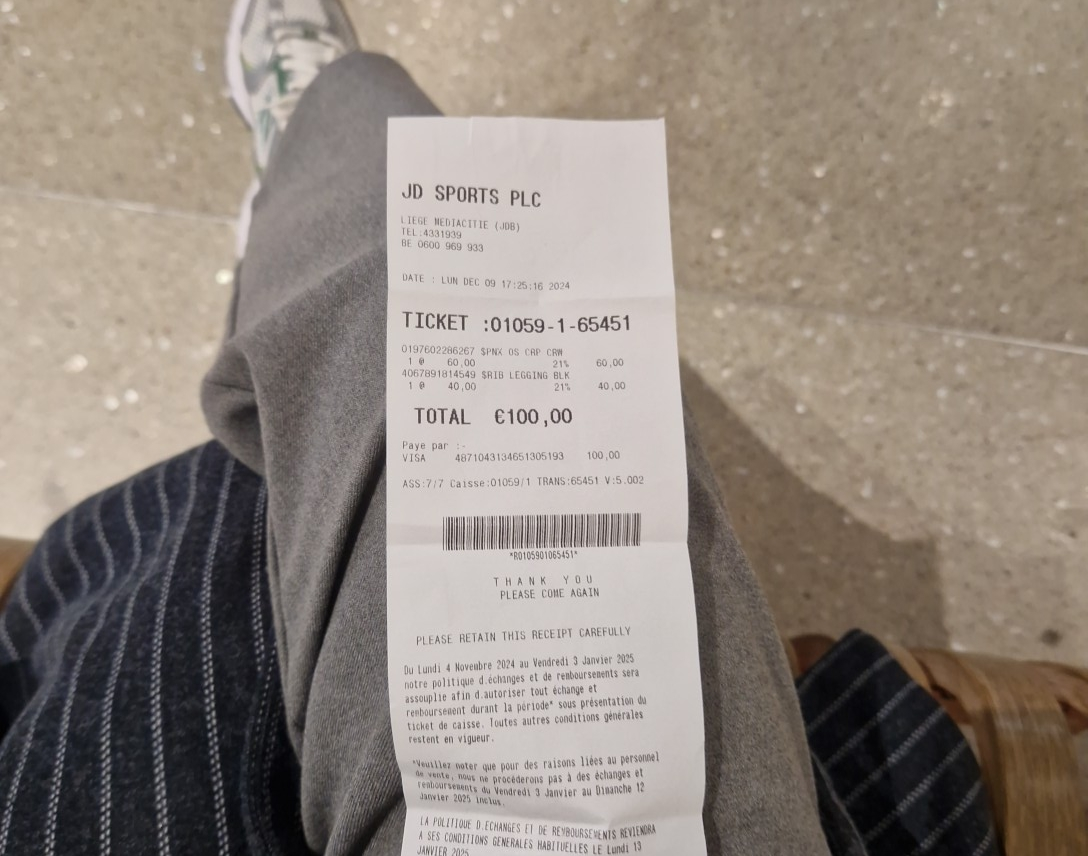 JD SPORTS PLC
LIEGE MEDIACITIE (JDB)
TEL:4331939
BE 0600 969 933
DATE : LUN DEC 09 17:25:16 2024
TICKET :01059-1-65451
0197602286267 $PNX OS CRP CRW
1 @ 60,00 21% 60,00
4067891814549 $RIB LEGGING BLK
1 @ 40,00 21% 40,00
TOTAL €100,00
Paye par :-
VISA 4871043134651305193 100,00
ASS:7/7 Caisse:01059/1 TRANS:65451 V:5.002
*R0105901065451*
THANK YOU
PLEASE COME AGAIN
PLEASE RETAIN THIS RECEIPT CAREFULLY
Du Lundi 4 Novembre 2024 au Vendredi 3 Janvier 2025
notre politique d.échanges et de remboursements sera
assouplie afin d.autoriser tout échange et
remboursement durant la période* sous présentation du
ticket de caisse. Toutes autres conditions générales
restent en vigueur.
*Veuillez noter que pour des raisons liées au personnel
de vente, nous ne procéderons pas à des échanges et
remboursements du Vendredi 3 Janvier au Dimanche 12
Janvier 2025 inclus.
LA POLITIQUE D.ECHANGES ET DE REMBOURSEMENTS REVIENDRA
A SES CONDITIONS GENERALES HABITUELLES LE Lundi 13
JANVIER 2025